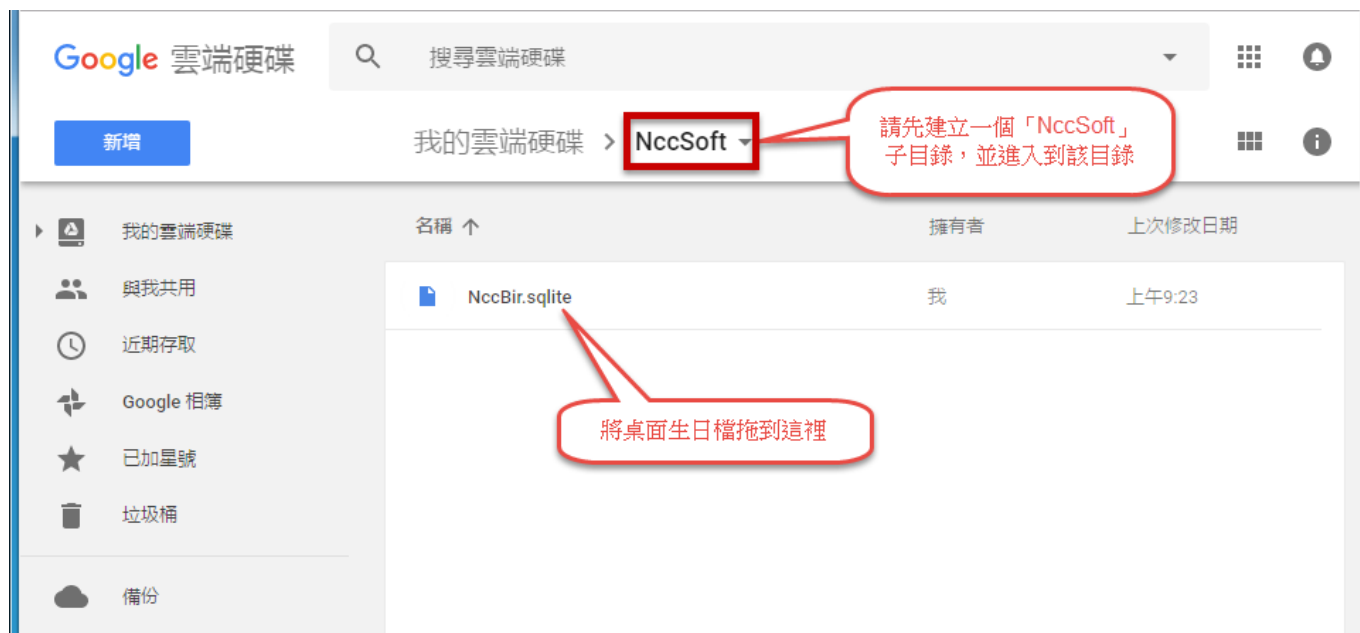 Google 雲端硬碟
搜尋雲端硬碟
新增
我的雲端硬碟 > NccSoft
請先建立一個「NccSoft」
子目錄，並進入到該目錄
我的雲端硬碟
與我共用
近期存取
Google 相簿
已加星號
垃圾桶
備份
名稱 ↑
擁有者
上次修改日期
NccBir.sqlite
我
上午9:23
將桌面生日檔拖到這裡